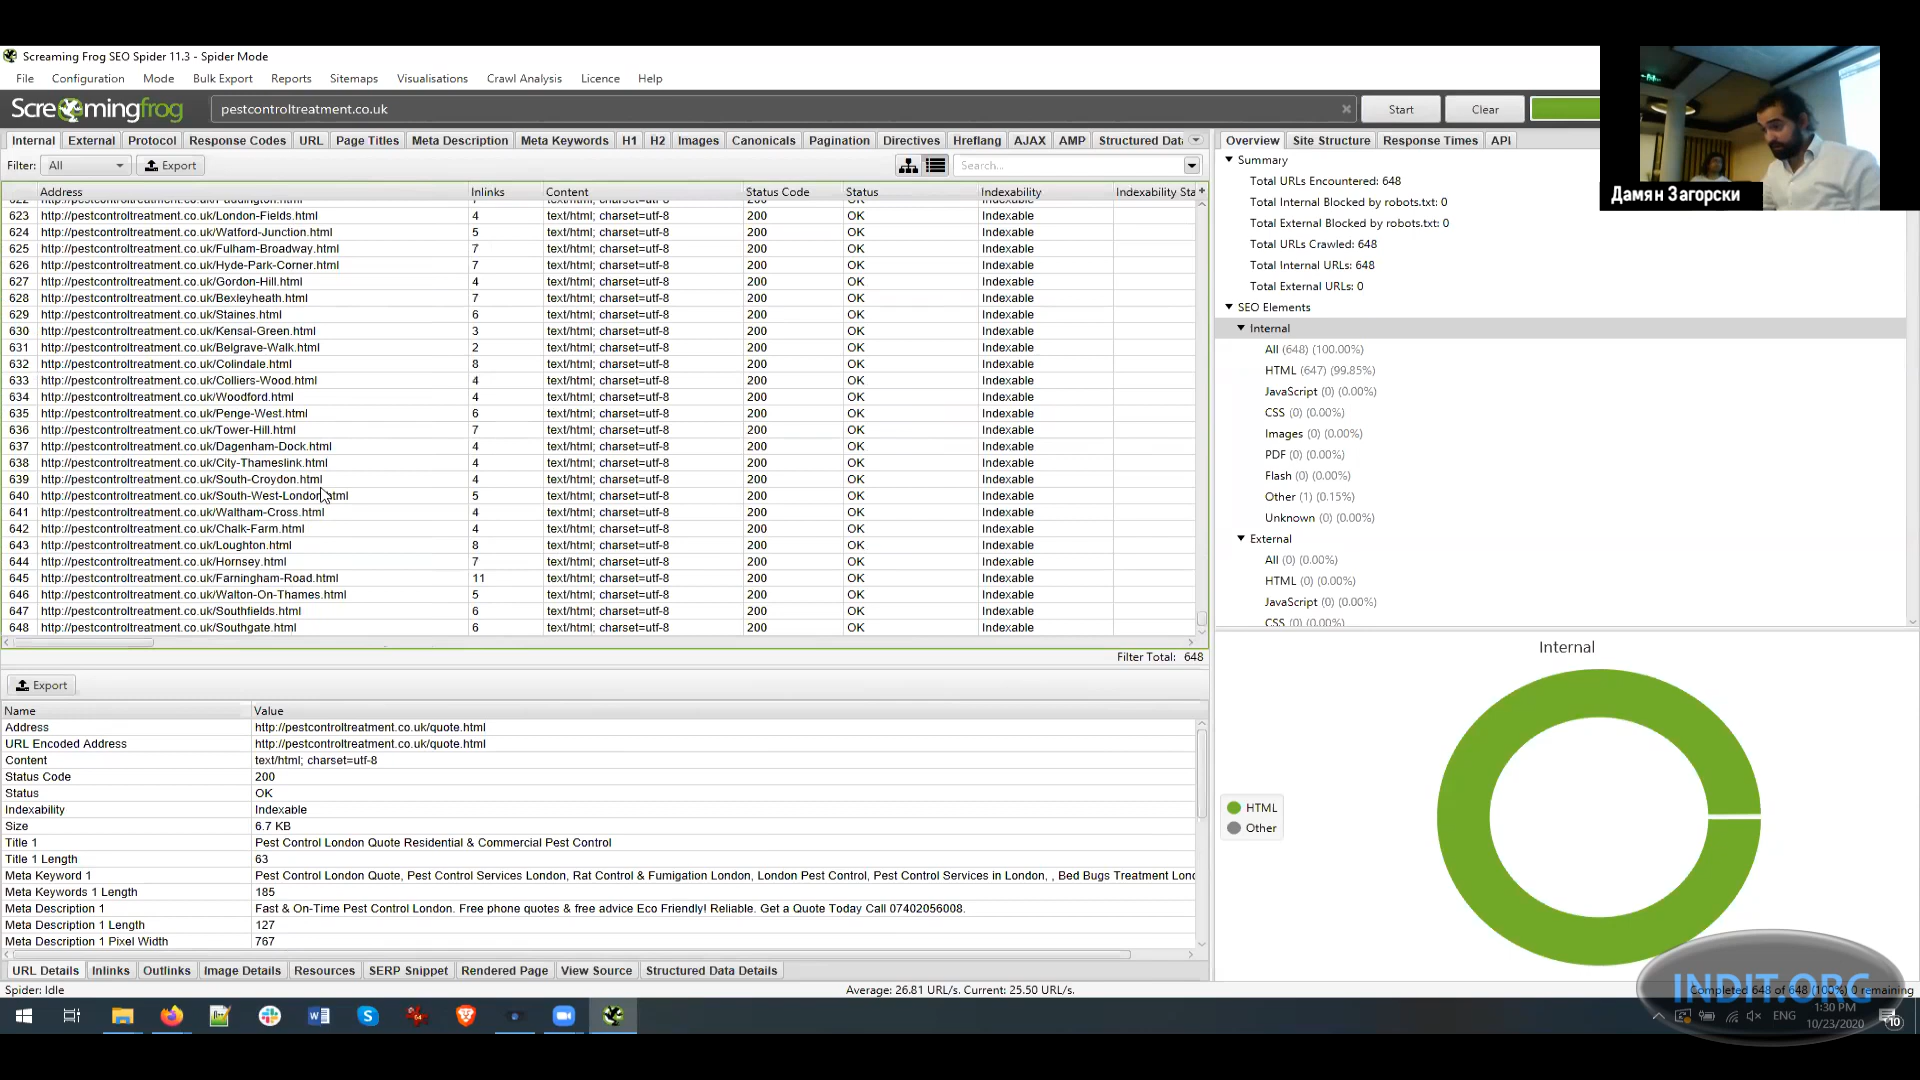 Screaming Frog SEO Spider 11.3 - Spider Mode
File Configuration Mode Bulk Export Reports Sitemaps Visualisations Crawl Analysis Licence Help
Screamingfrog pestcontroltreatment.co.uk Start Clear
Internal External Protocol Response Codes URL Page Titles Meta Description Meta Keywords H1 H2 Images Canonicals Pagination Directives Hreflang AJAX AMP Structured Dat
Filter: All Export Search...
Address Inlinks Content Status Code Status Indexability Indexability Sta
622 http://pestcontroltreatment.co.uk/Paddington.html 7 text/html; charset=utf-8 200 OK Indexable
623 http://pestcontroltreatment.co.uk/London-Fields.html 4 text/html; charset=utf-8 200 OK Indexable
624 http://pestcontroltreatment.co.uk/Watford-Junction.html 5 text/html; charset=utf-8 200 OK Indexable
625 http://pestcontroltreatment.co.uk/Fulham-Broadway.html 7 text/html; charset=utf-8 200 OK Indexable
626 http://pestcontroltreatment.co.uk/Hyde-Park-Corner.html 7 text/html; charset=utf-8 200 OK Indexable
627 http://pestcontroltreatment.co.uk/Gordon-Hill.html 4 text/html; charset=utf-8 200 OK Indexable
628 http://pestcontroltreatment.co.uk/Bexleyheath.html 7 text/html; charset=utf-8 200 OK Indexable
629 http://pestcontroltreatment.co.uk/Staines.html 6 text/html; charset=utf-8 200 OK Indexable
630 http://pestcontroltreatment.co.uk/Kensal-Green.html 3 text/html; charset=utf-8 200 OK Indexable
631 http://pestcontroltreatment.co.uk/Belgrave-Walk.html 2 text/html; charset=utf-8 200 OK Indexable
632 http://pestcontroltreatment.co.uk/Colindale.html 8 text/html; charset=utf-8 200 OK Indexable
633 http://pestcontroltreatment.co.uk/Colliers-Wood.html 4 text/html; charset=utf-8 200 OK Indexable
634 http://pestcontroltreatment.co.uk/Woodford.html 4 text/html; charset=utf-8 200 OK Indexable
635 http://pestcontroltreatment.co.uk/Penge-West.html 6 text/html; charset=utf-8 200 OK Indexable
636 http://pestcontroltreatment.co.uk/Tower-Hill.html 7 text/html; charset=utf-8 200 OK Indexable
637 http://pestcontroltreatment.co.uk/Dagenham-Dock.html 4 text/html; charset=utf-8 200 OK Indexable
638 http://pestcontroltreatment.co.uk/City-Thameslink.html 4 text/html; charset=utf-8 200 OK Indexable
639 http://pestcontroltreatment.co.uk/South-Croydon.html 4 text/html; charset=utf-8 200 OK Indexable
640 http://pestcontroltreatment.co.uk/South-West-London.html 5 text/html; charset=utf-8 200 OK Indexable
641 http://pestcontroltreatment.co.uk/Waltham-Cross.html 4 text/html; charset=utf-8 200 OK Indexable
642 http://pestcontroltreatment.co.uk/Chalk-Farm.html 4 text/html; charset=utf-8 200 OK Indexable
643 http://pestcontroltreatment.co.uk/Loughton.html 8 text/html; charset=utf-8 200 OK Indexable
644 http://pestcontroltreatment.co.uk/Hornsey.html 7 text/html; charset=utf-8 200 OK Indexable
645 http://pestcontroltreatment.co.uk/Farningham-Road.html 11 text/html; charset=utf-8 200 OK Indexable
646 http://pestcontroltreatment.co.uk/Walton-On-Thames.html 5 text/html; charset=utf-8 200 OK Indexable
647 http://pestcontroltreatment.co.uk/Southfields.html 6 text/html; charset=utf-8 200 OK Indexable
648 http://pestcontroltreatment.co.uk/Southgate.html 6 text/html; charset=utf-8 200 OK Indexable
Filter Total: 648
Export
Name Value
Address http://pestcontroltreatment.co.uk/quote.html
URL Encoded Address http://pestcontroltreatment.co.uk/quote.html
Content text/html; charset=utf-8
Status Code 200
Status OK
Indexability Indexable
Size 6.7 KB
Title 1 Pest Control London Quote Residential & Commercial Pest Control
Title 1 Length 63
Meta Keyword 1 Pest Control London Quote, Pest Control Services London, Rat Control & Fumigation London, London Pest Control, Pest Control Services in London, , Bed Bugs Treatment Lond
Meta Keywords 1 Length 185
Meta Description 1 Fast & On-Time Pest Control London. Free phone quotes & free advice Eco Friendly! Reliable. Get a Quote Today Call 07402056008.
Meta Description 1 Length 127
Meta Description 1 Pixel Width 767
URL Details Inlinks Outlinks Image Details Resources SERP Snippet Rendered Page View Source Structured Data Details
Spider: Idle Average: 26.81 URL/s. Current: 25.50 URL/s. Completed 648 of 648 (100%) 0 remaining
Overview Site Structure Response Times API
Summary
Total URLs Encountered: 648
Total Internal Blocked by robots.txt: 0
Total External Blocked by robots.txt: 0
Total URLs Crawled: 648
Total Internal URLs: 648
Total External URLs: 0
SEO Elements
Internal
All (648) (100.00%)
HTML (647) (99.85%)
JavaScript (0) (0.00%)
CSS (0) (0.00%)
Images (0) (0.00%)
PDF (0) (0.00%)
Flash (0) (0.00%)
Other (1) (0.15%)
Unknown (0) (0.00%)
External
All (0) (0.00%)
HTML (0) (0.00%)
JavaScript (0) (0.00%)
CSS (0) (0.00%)
Internal
HTML
Other
Дамян Загорски
INDIT.ORG
ENG
1:30 PM
10/23/2020
10